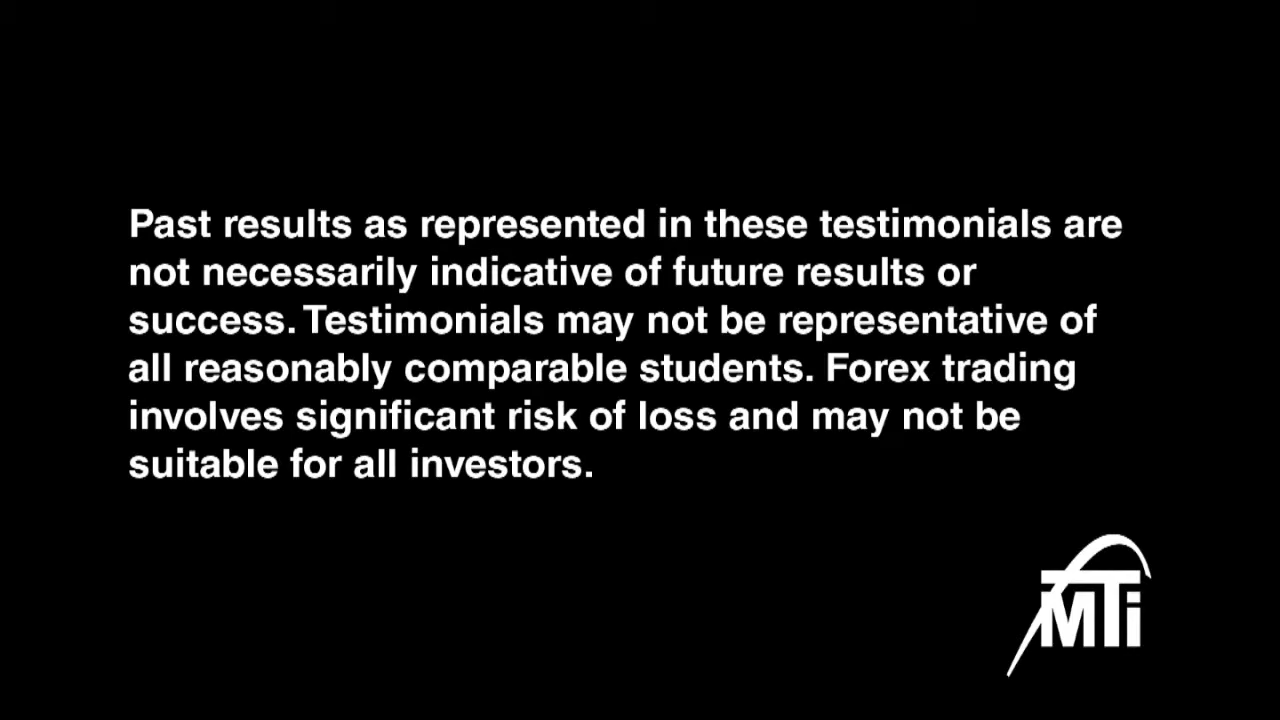 Past results as represented in these testimonials are
not necessarily indicative of future results or
success. Testimonials may not be representative of
all reasonably comparable students. Forex trading
involves significant risk of loss and may not be
suitable for all investors.
MTi